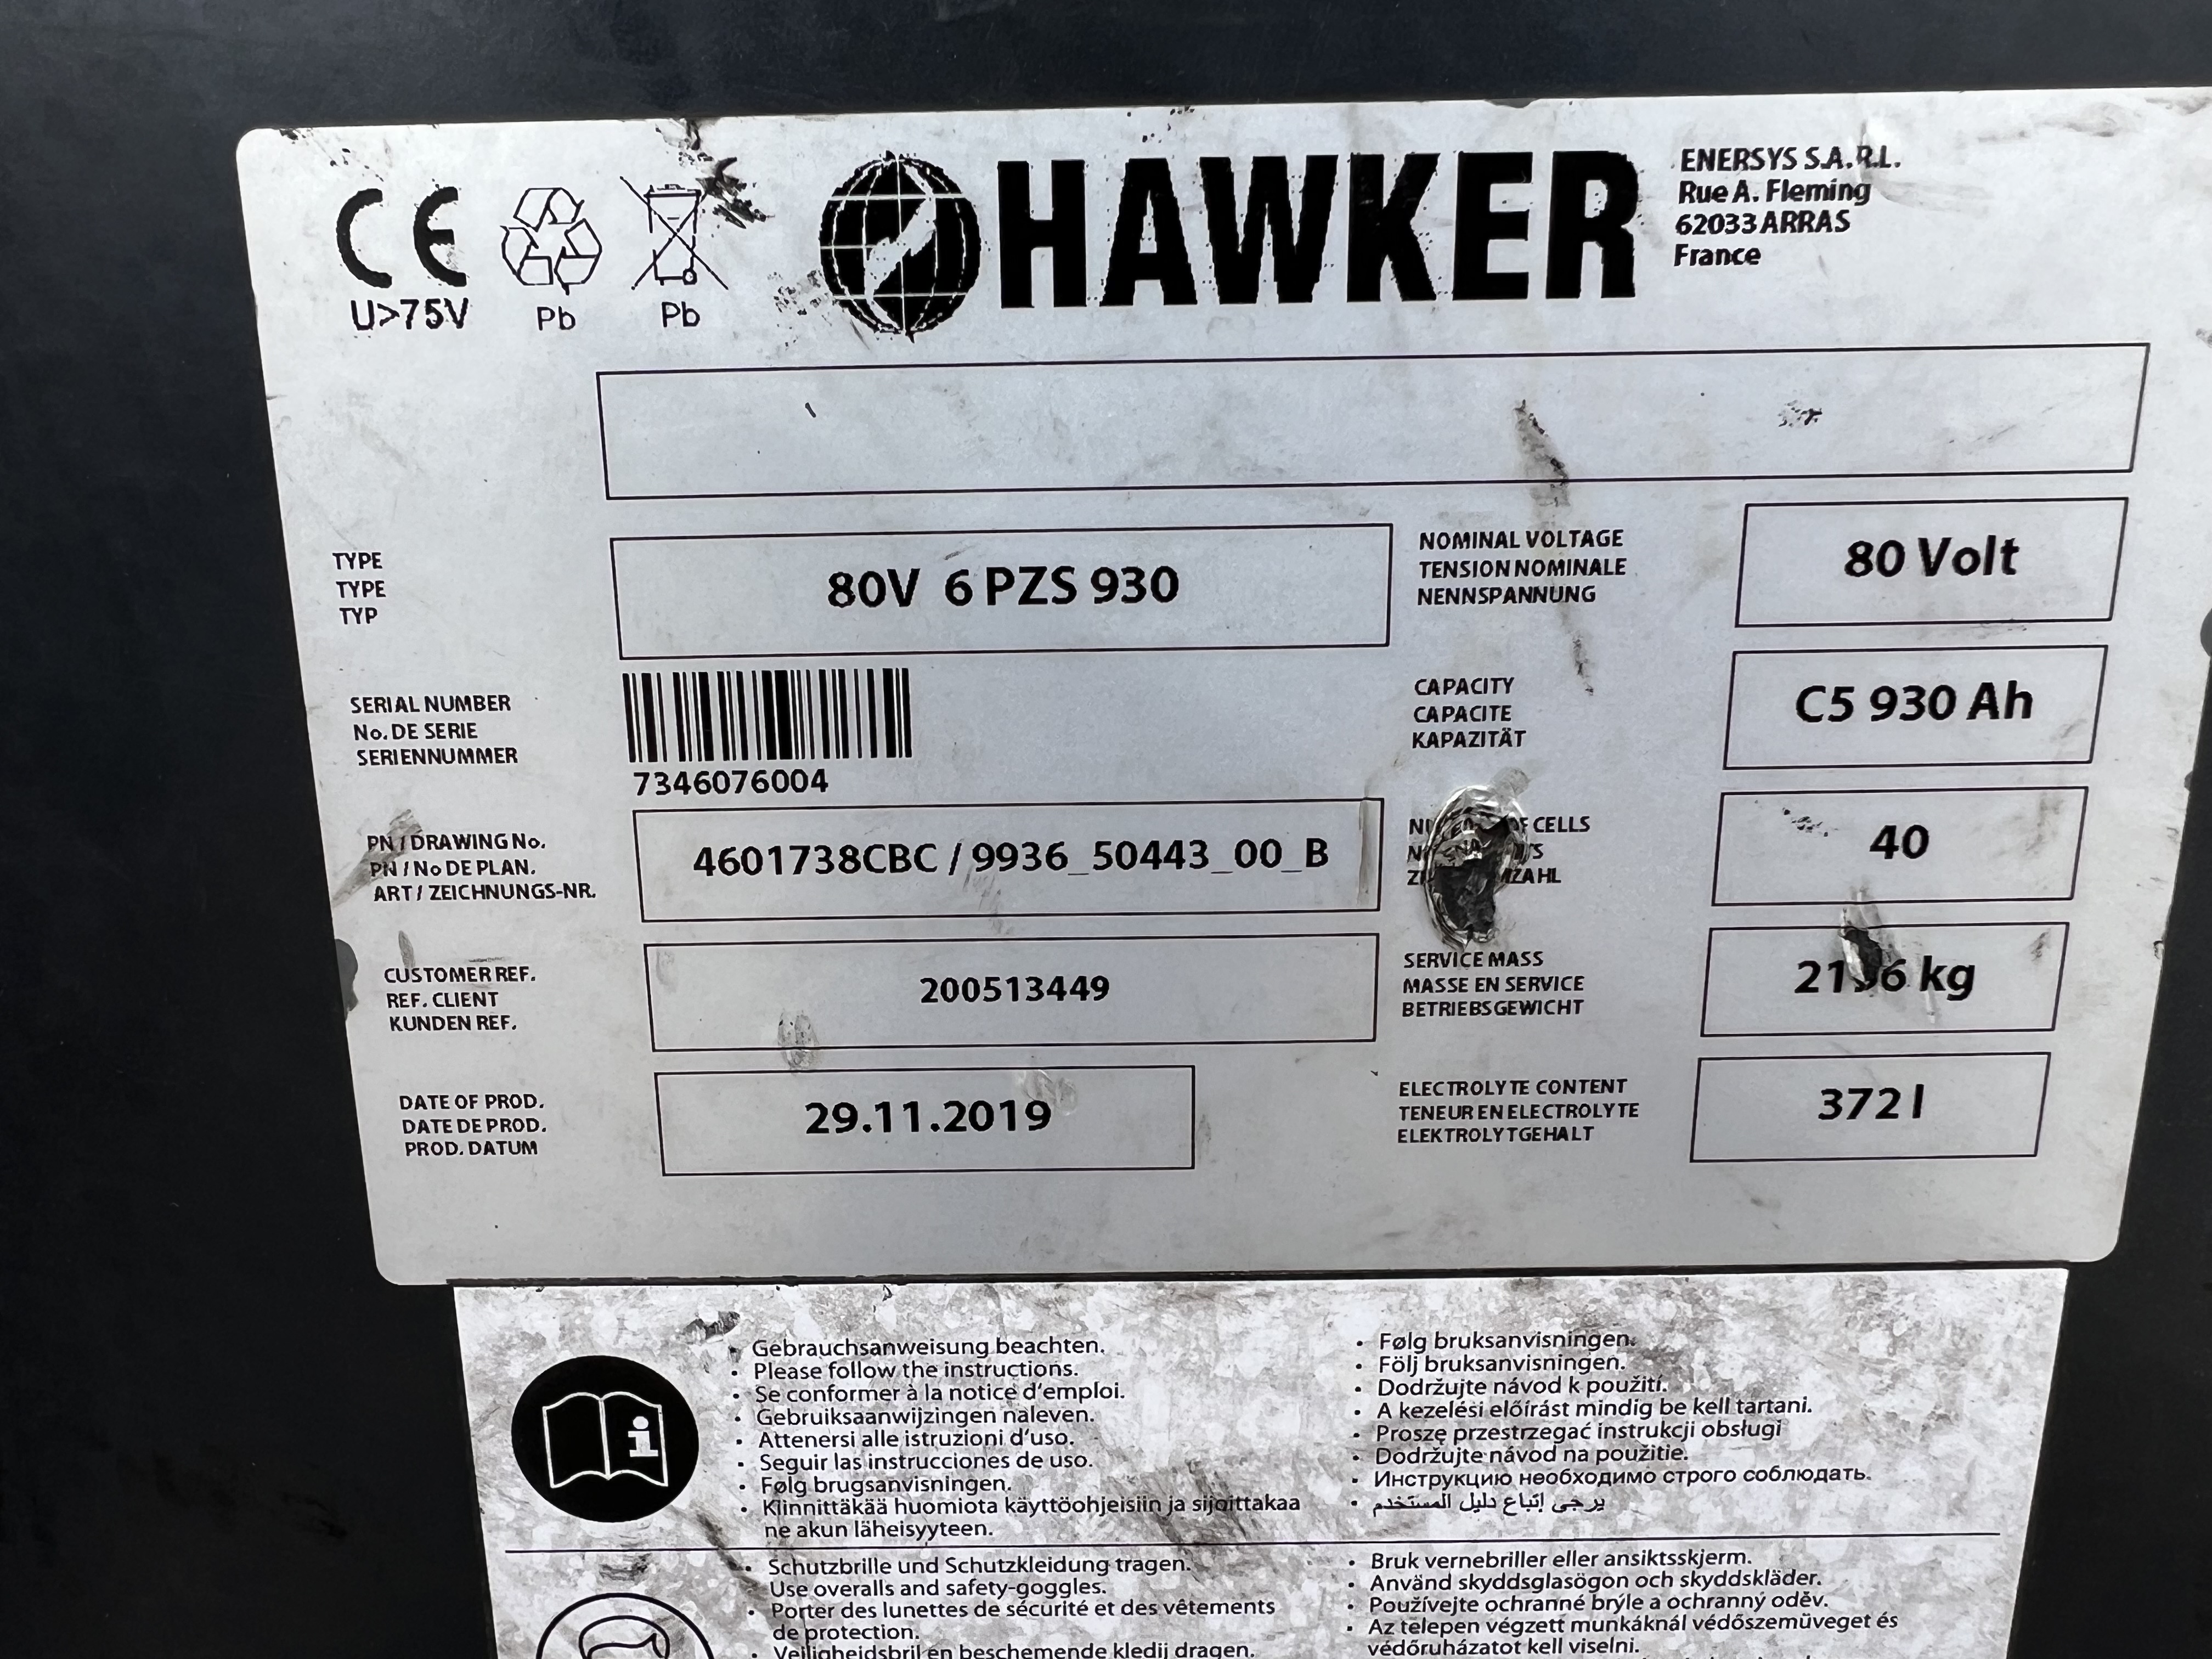 CE
U>75V
Pb
Pb
HAWKER
ENERSYS S.A.R.L.
Rue A. Fleming
62033 ARRAS
France
TYPE
TYPE
TYP
80V 6 PZS 930
NOMINAL VOLTAGE
TENSION NOMINALE
NENNSPANNUNG
80 Volt
SERIAL NUMBER
No. DE SERIE
SERIENNUMMER
7346076004
CAPACITY
CAPACITE
KAPAZITÄT
C5 930 Ah
PN / DRAWING No.
PN / No DE PLAN.
ART / ZEICHNUNGS-NR.
4601738CBC / 9936_50443_00_B
CELLS
40
CUSTOMER REF.
REF. CLIENT
KUNDEN REF.
200513449
SERVICE MASS
MASSE EN SERVICE
BETRIEBSGEWICHT
kg
DATE OF PROD.
DATE DE PROD.
PROD. DATUM
29.11.2019
ELECTROLYTE CONTENT
TENEUR EN ELECTROLYTE
ELEKTROLYTGEHALT
372 l
• Gebrauchsanweisung beachten.
• Please follow the instructions.
• Se conformer à la notice d'emploi.
• Gebruiksaanwijzingen naleven.
• Attenersi alle istruzioni d'uso.
• Seguir las instrucciones de uso.
• Følg brugsanvisningen.
• Kiinnittäkää huomiota käyttöohjeisiin ja sijoittakaa
ne akun läheisyyteen.
• Følg bruksanvisningen.
• Följ bruksanvisningen.
• Dodržujte návod k použití.
• A kezelési előírást mindig be kell tartani.
• Proszę przestrzegać instrukcji obsługi
• Dodržujte návod na použitie.
• Инструкцию необходимо строго соблюдать.
• يرجى إتباع دليل المستخدم
• Schutzbrille und Schutzkleidung tragen.
Use overalls and safety-goggles.
• Porter des lunettes de sécurité et des vêtements
de protection.
• Veiligheidsbril en beschemende kledij dragen.
• Bruk vernebriller eller ansiktsskjerm.
• Använd skyddsglasögon och skyddskläder.
• Používejte ochranné brýle a ochranný oděv.
• Az telepen végzett munkáknál védőszemüveget és
védőruházatot kell viselni.